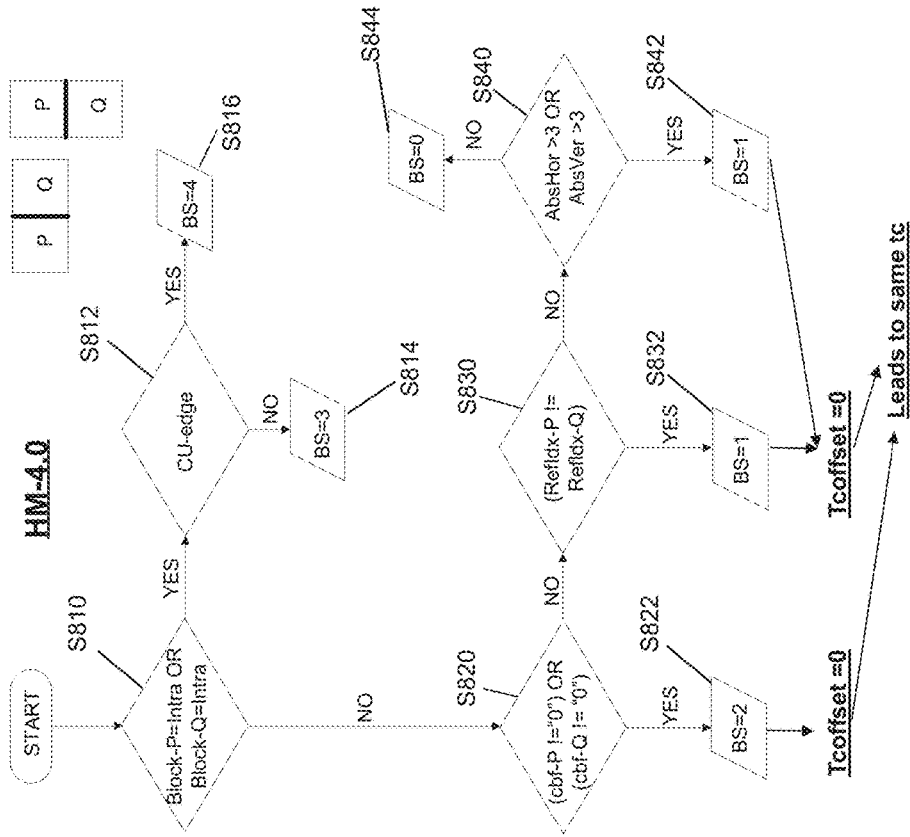 HM-4.0
P
Q
P
Q
START
S810
Block-P=Intra OR
Block-Q=Intra
YES
S812
CU-edge
YES
BS=4
S816
NO
BS=3
S814
NO
S820
(cbf-P !="0") OR
(cbf-Q != "0")
YES
BS=2
S822
Tcoffset =0
NO
S830
(RefIdx-P !=
RefIdx-Q)
YES
BS=1
S832
Tcoffset =0
NO
S840
AbsHor >3 OR
AbsVer >3
NO
BS=0
S844
YES
BS=1
S842
Leads to same tc